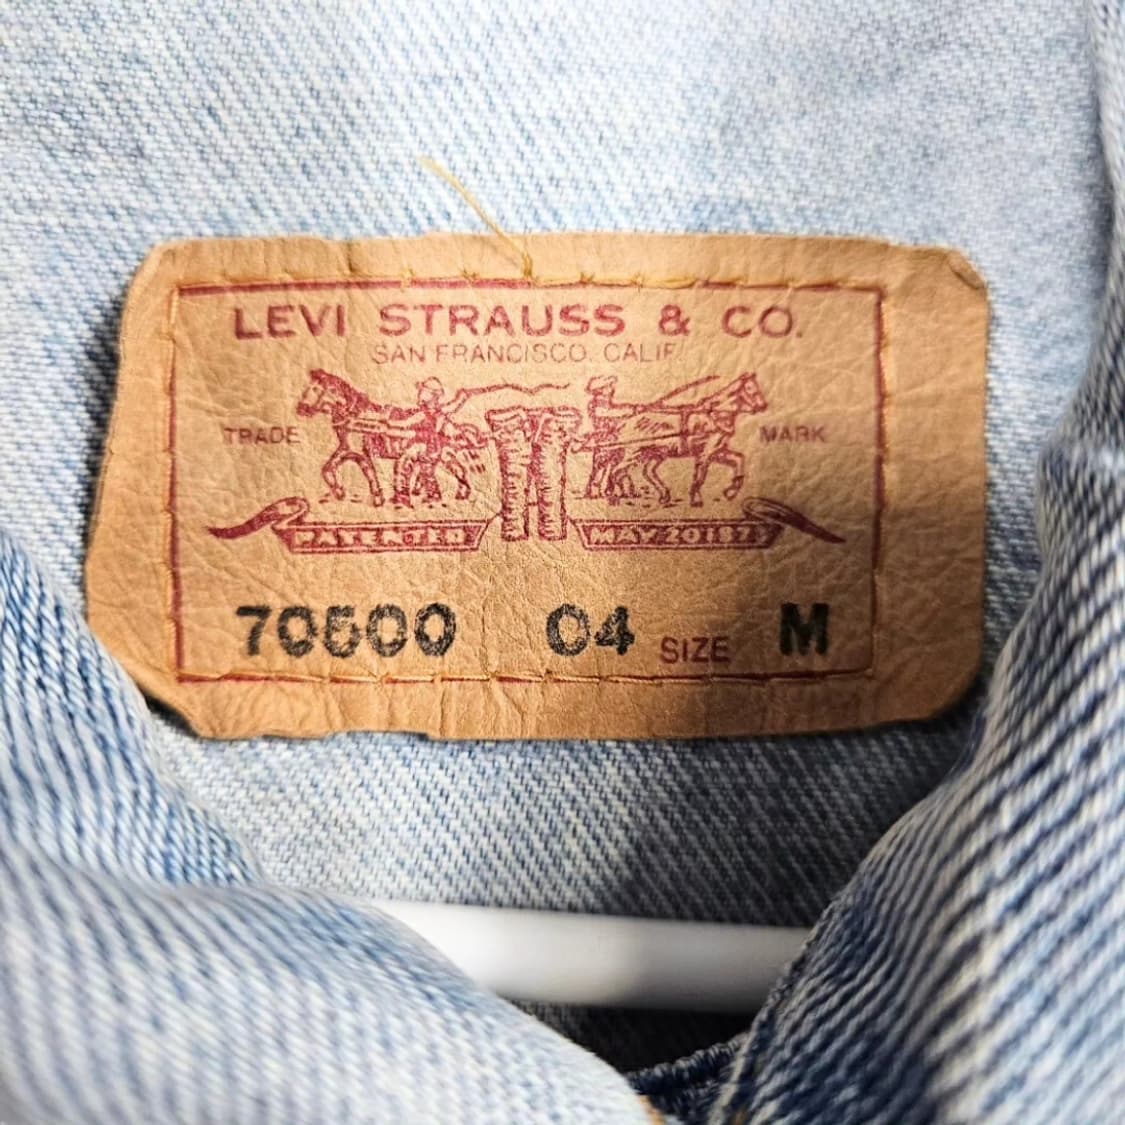 LEVI STRAUSS & CO.
SAN FRANCISCO, CALIF.
TRADE MARK
PATENTED MAY 20 1873
70500 04 SIZE M